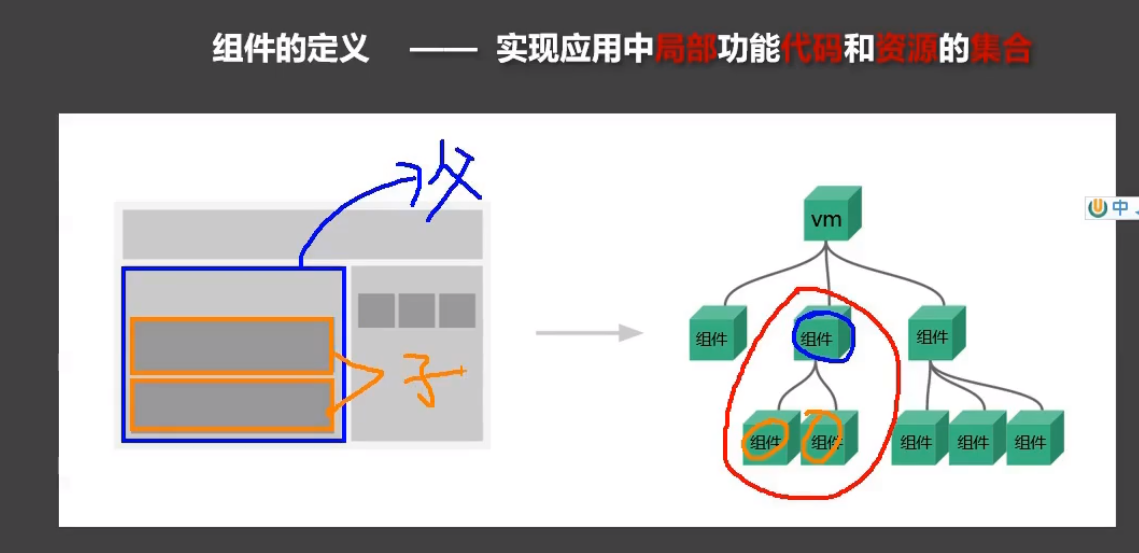 组件的定义 —— 实现应用中局部功能代码和资源的集合
父
子
vm
组件 组件 组件
组件 组件 组件 组件 组件
中